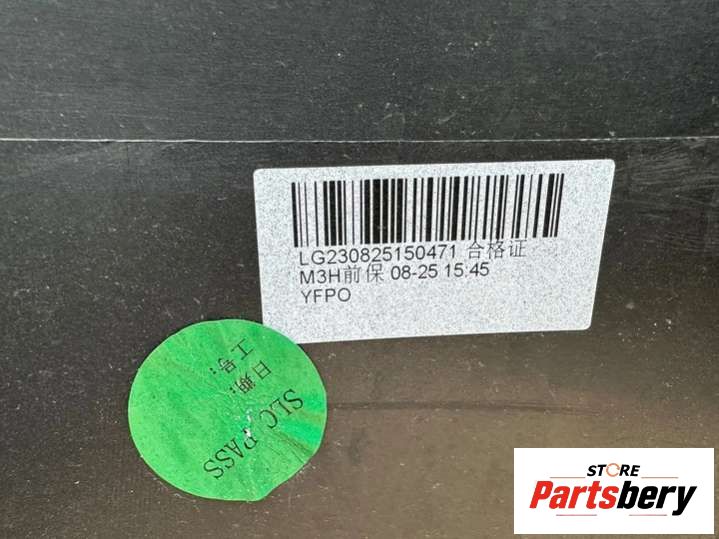 LG230825150471 合格证
M3H前保 08-25 15:45
YFPO
工号:
日期:
SLC PASS
STORE
Partsbery